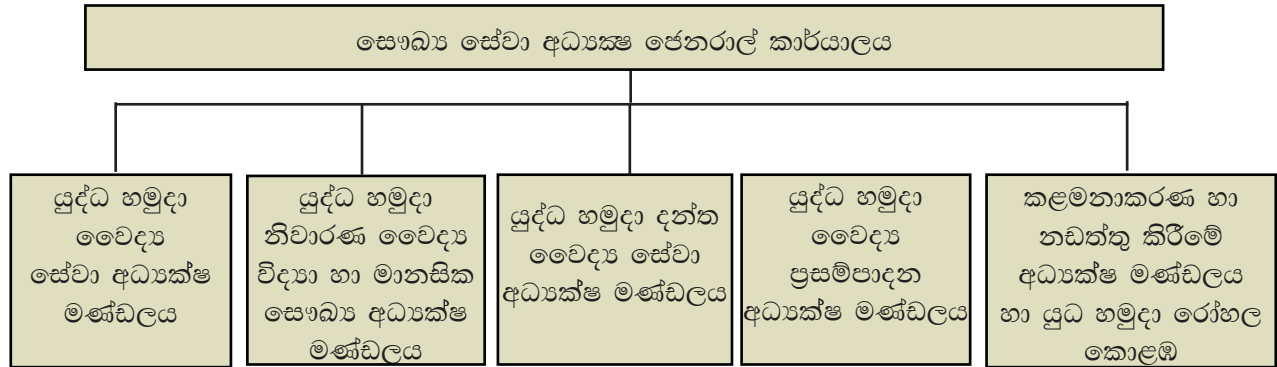 සෞඛ්‍ය සේවා අධ්‍යක්‍ෂ ජෙනරාල් කාර්යාලය
යුද්ධ හමුදා
වෛද්‍ය
සේවා අධ්‍යක්ෂ
මණ්ඩලය
යුද්ධ හමුදා
නිවාරණ වෛද්‍ය
විද්‍යා හා මානසික
සෞඛ්‍ය අධ්‍යක්ෂ
මණ්ඩලය
යුද්ධ හමුදා දන්ත
වෛද්‍ය සේවා
අධ්‍යක්ෂ මණ්ඩලය
යුද්ධ හමුදා
වෛද්‍ය
ප්‍රසම්පාදන
අධ්‍යක්ෂ මණ්ඩලය
කළමනාකරණ හා
නඩත්තු කිරීමේ
අධ්‍යක්ෂ මණ්ඩලය
හා යුධ හමුදා රෝහල
කොළඹ